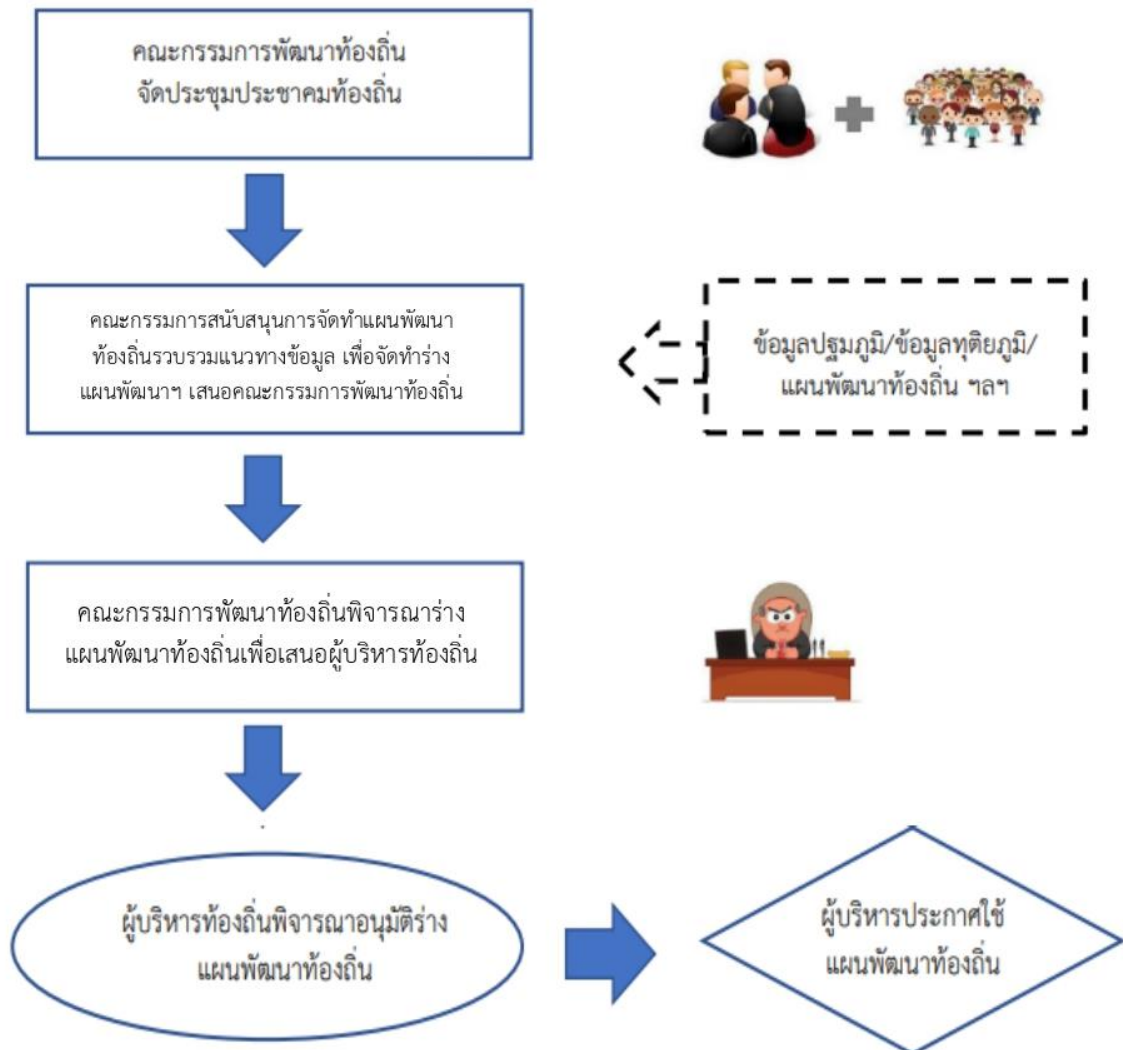 คณะกรรมการพัฒนาท้องถิ่น
จัดประชุมประชาคมท้องถิ่น
คณะกรรมการสนับสนุนการจัดทำแผนพัฒนา
ท้องถิ่นรวบรวมแนวทางข้อมูล เพื่อจัดทำร่าง
แผนพัฒนาฯ เสนอคณะกรรมการพัฒนาท้องถิ่น
ข้อมูลปฐมภูมิ/ข้อมูลทุติยภูมิ/
แผนพัฒนาท้องถิ่น ฯลฯ
คณะกรรมการพัฒนาท้องถิ่นพิจารณาร่าง
แผนพัฒนาท้องถิ่นเพื่อเสนอผู้บริหารท้องถิ่น
ผู้บริหารท้องถิ่นพิจารณาอนุมัติร่าง
แผนพัฒนาท้องถิ่น
ผู้บริหารประกาศใช้
แผนพัฒนาท้องถิ่น